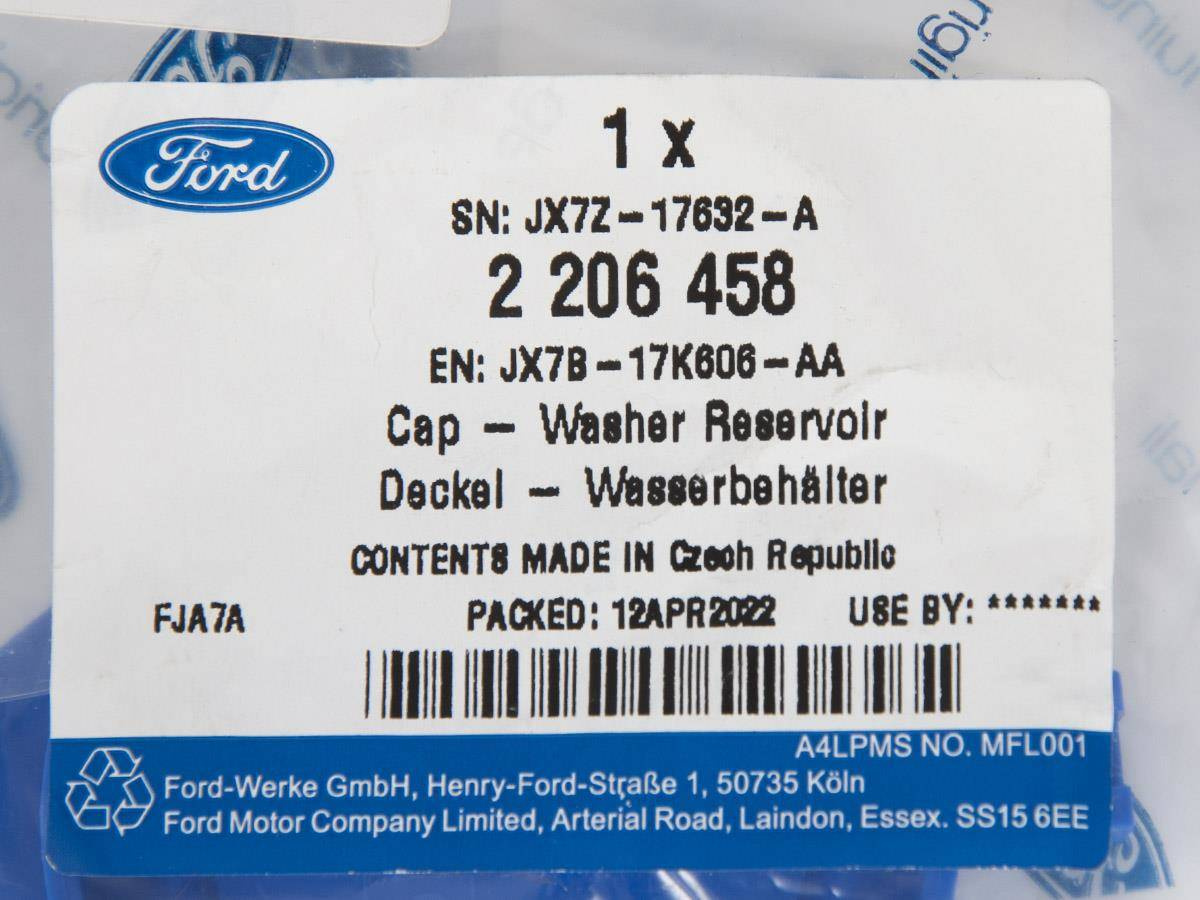 Ford
1 x
SN: JX7Z-17632-A
2 206 458
EN: JX7B-17K606-AA
Cap - Washer Reservoir
Deckel - Wasserbehälter
CONTENTS MADE IN Czech Republic
FJA7A PACKED: 12APR2022 USE BY: *******
A4LPMS NO. MFL001
Ford-Werke GmbH, Henry-Ford-Straße 1, 50735 Köln
Ford Motor Company Limited, Arterial Road, Laindon, Essex. SS15 6EE